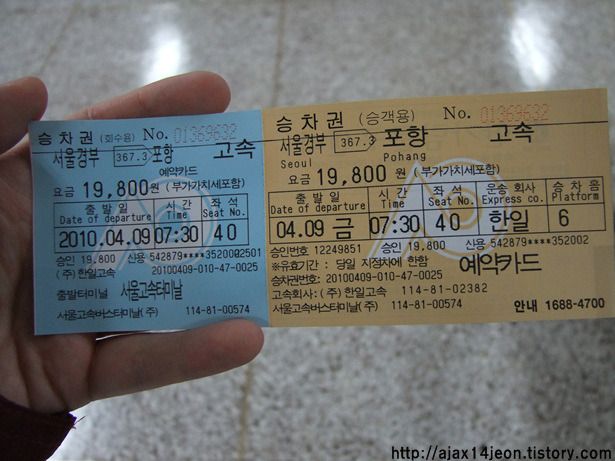 승 차 권 (회수용) No. 01369632
서울경부 367.3 포항 고속
예약카드
요금 19,800원 (부가가치세포함)
출 발 일 시 간 좌 석
Date of departure Time Seat No.
2010.04.09 07:30 40
승인 19.800 신용 542879****3520002501
(주)한일고속 20100409-010-47-0025
출발터미널 서울고속터미날
서울고속버스터미날(주) 114-81-00574
승 차 권 (승객용) No. 01369632
서울경부 367.3 포항 고속
Seoul Pohang
요금 19,800원 (부가가치세포함)
출 발 일 시 간 좌 석 운송 회사 승 차 홈
Date of departure Time Seat No. Express co. Platform
04.09 금 07:30 40 한일 6
승인번호 12249851 승인 19.800 신용 542879****352002
*유효기간 : 당일 지정차에 한함 예약카드
승차권번호: 20100409-010-47-0025
고속회사:(주)한일고속 114-81-02382
서울고속버스터미날(주) 114-81-00574 안내 1688-4700
http://ajax14jeon.tistory.com